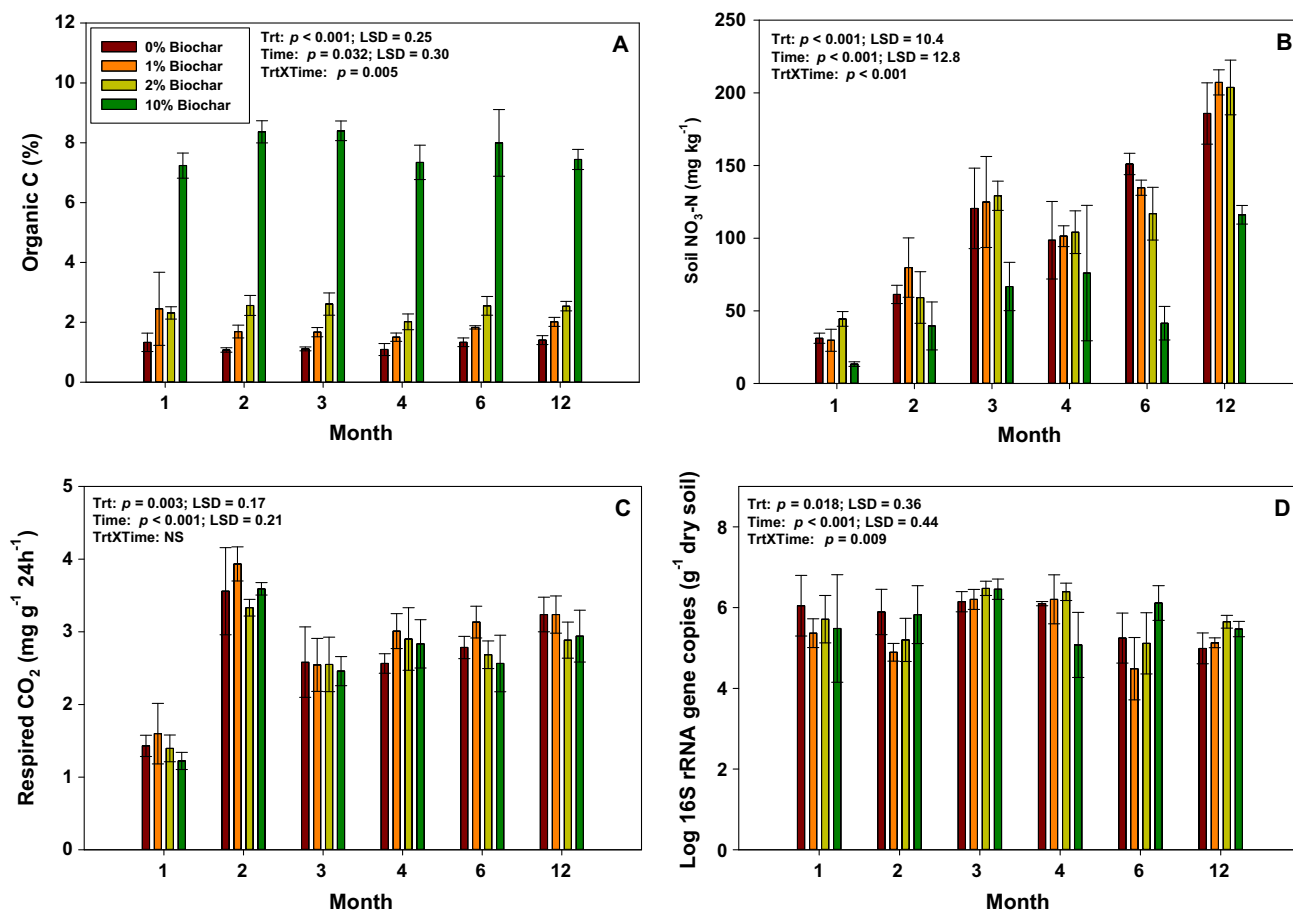 A
0% Biochar
1% Biochar
2% Biochar
10% Biochar
Trt: p < 0.001; LSD = 0.25
Time: p = 0.032; LSD = 0.30
TrtXTime: p = 0.005
Organic C (%)
12
10
8
6
4
2
0
1 2 3 4 6 12
Month
B
Trt: p < 0.001; LSD = 10.4
Time: p < 0.001; LSD = 12.8
TrtXTime: p < 0.001
Soil NO₃-N (mg kg⁻¹)
250
200
150
100
50
0
1 2 3 4 6 12
Month
C
Trt: p = 0.003; LSD = 0.17
Time: p < 0.001; LSD = 0.21
TrtXTime: NS
Respired CO₂ (mg g⁻¹ 24h⁻¹)
5
4
3
2
1
0
1 2 3 4 6 12
Month
D
Trt: p = 0.018; LSD = 0.36
Time: p < 0.001; LSD = 0.44
TrtXTime: p = 0.009
Log 16S rRNA gene copies (g⁻¹ dry soil)
8
6
4
2
0
1 2 3 4 6 12
Month